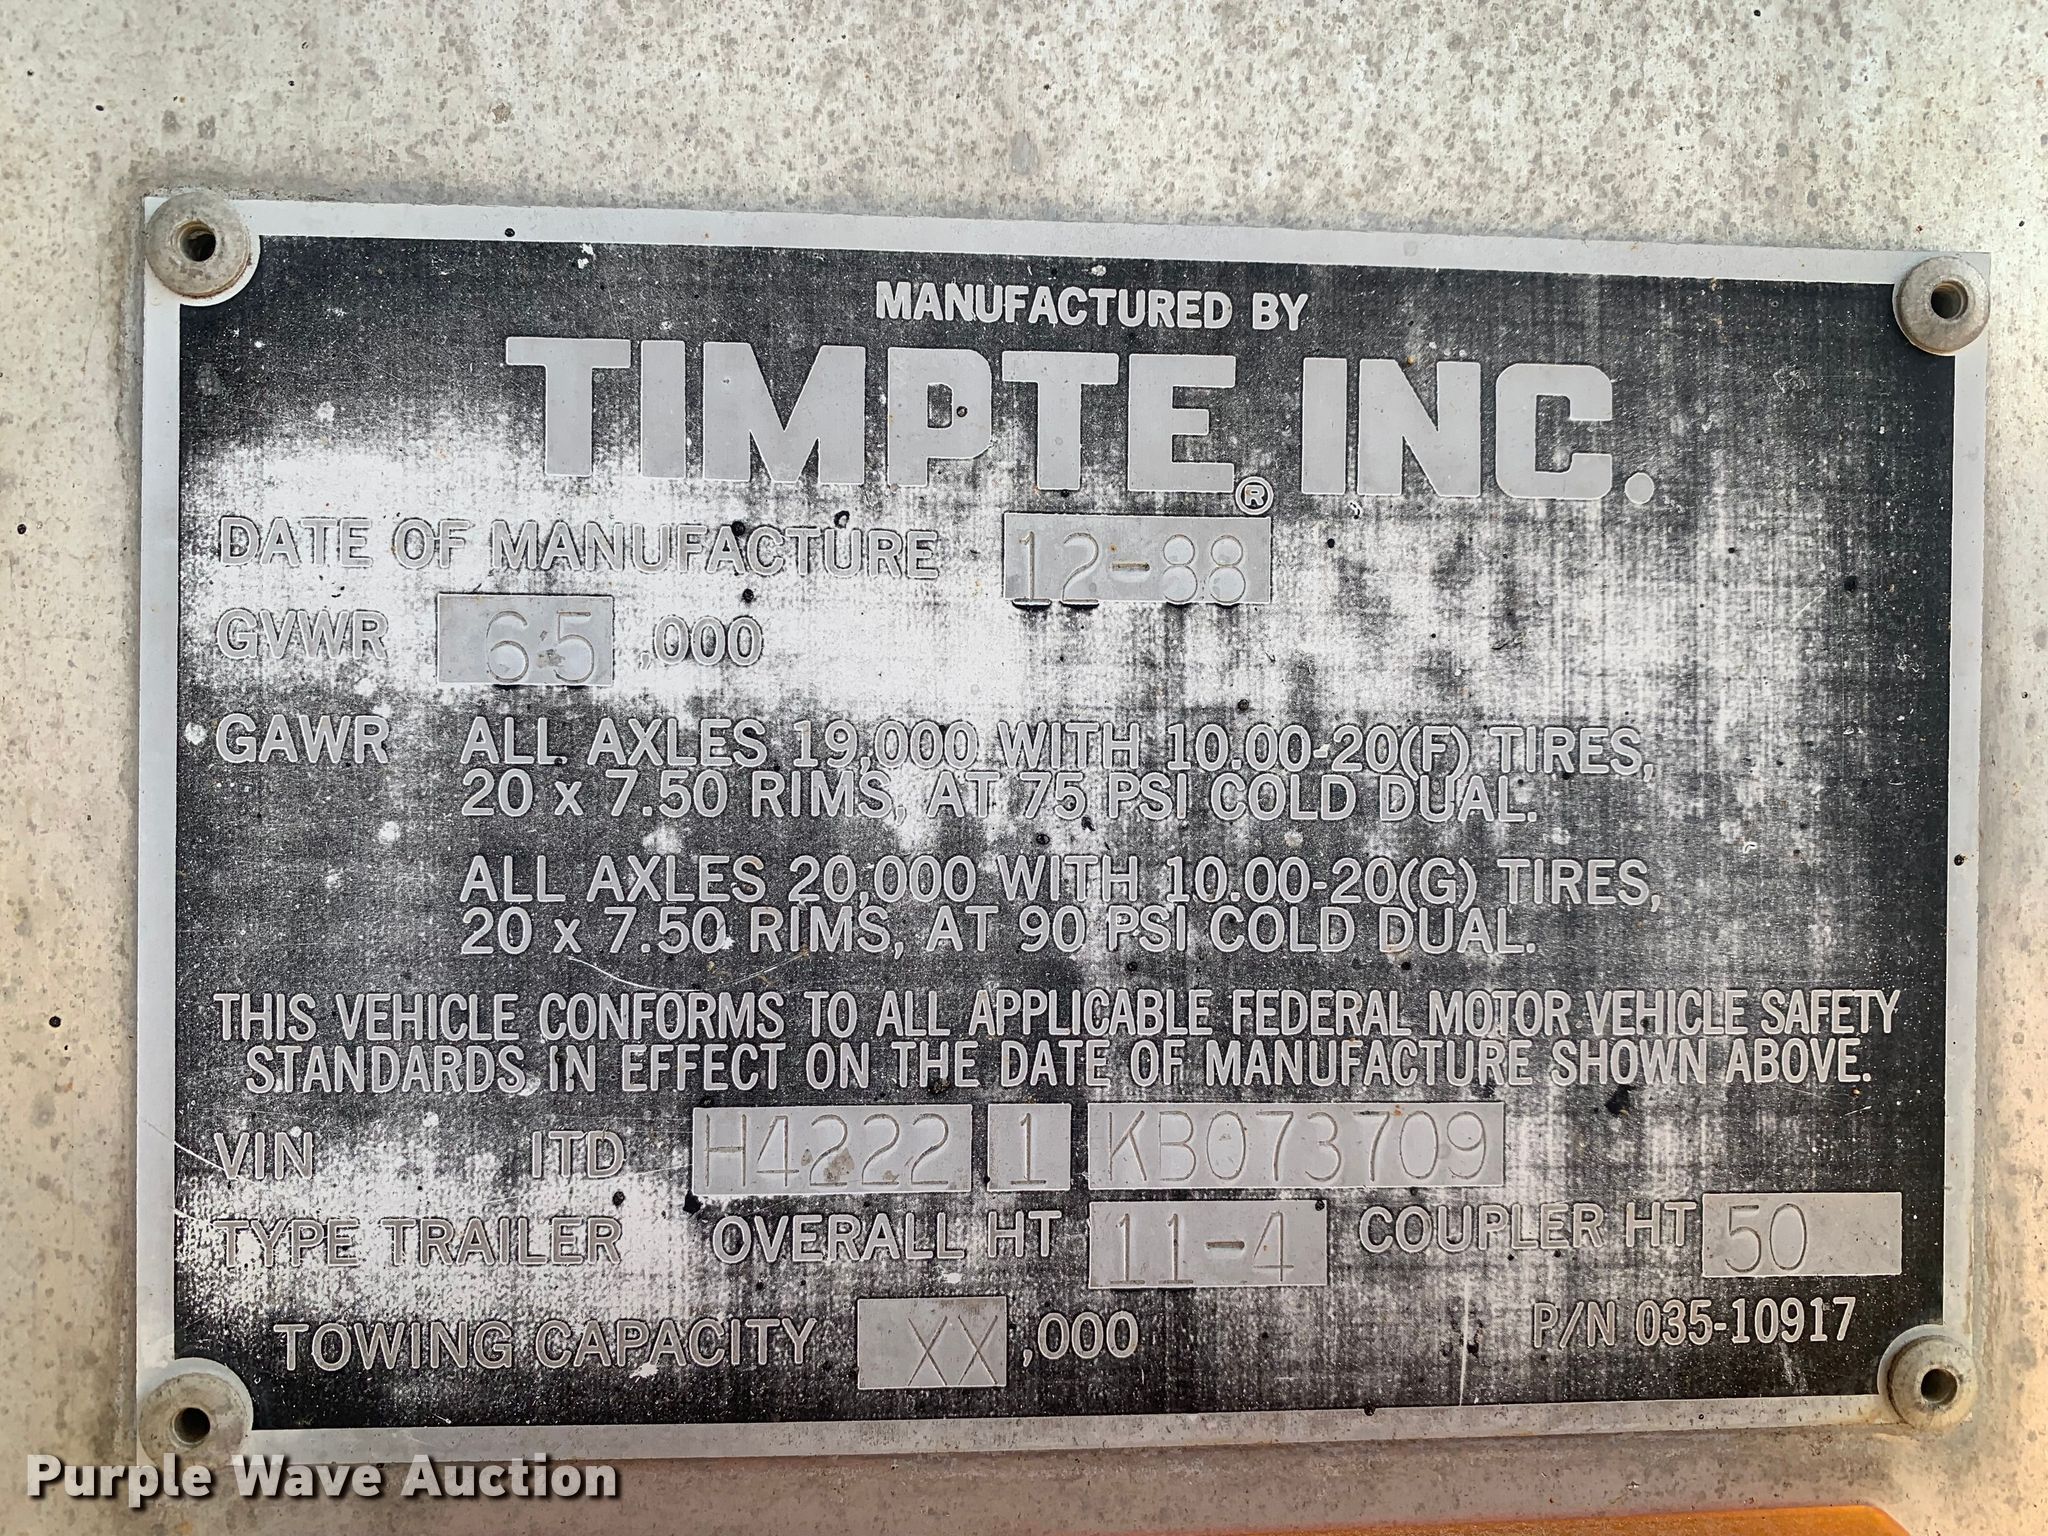 MANUFACTURED BY
TIMPTE® INC.
DATE OF MANUFACTURE 12-88
GVWR 65 ,000
GAWR ALL AXLES 19,000 WITH 10.00-20(F) TIRES,
20 x 7.50 RIMS, AT 75 PSI COLD DUAL.
ALL AXLES 20,000 WITH 10.00-20(G) TIRES,
20 x 7.50 RIMS, AT 90 PSI COLD DUAL.
THIS VEHICLE CONFORMS TO ALL APPLICABLE FEDERAL MOTOR VEHICLE SAFETY
STANDARDS IN EFFECT ON THE DATE OF MANUFACTURE SHOWN ABOVE.
VIN 1TD H4222 1 KB073709
TYPE TRAILER OVERALL HT 11-4 COUPLER HT 50
TOWING CAPACITY XX ,000 P/N 035-10917
Purple Wave Auction